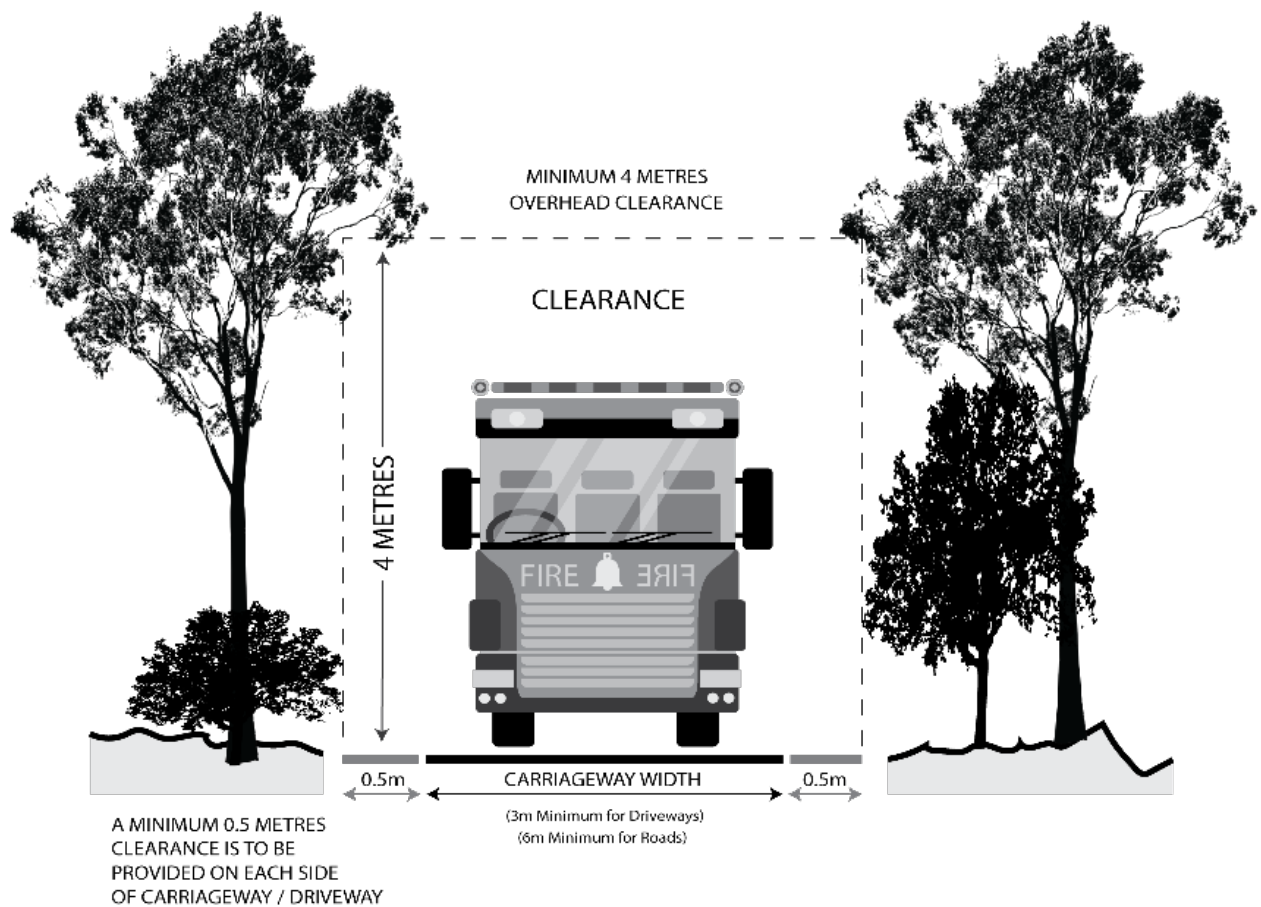 MINIMUM 4 METRES
OVERHEAD CLEARANCE
CLEARANCE
4 METRES
FIRE FIRE
0.5m
CARRIAGEWAY WIDTH
0.5m
(3m Minimum for Driveways)
(6m Minimum for Roads)
A MINIMUM 0.5 METRES
CLEARANCE IS TO BE
PROVIDED ON EACH SIDE
OF CARRIAGEWAY / DRIVEWAY